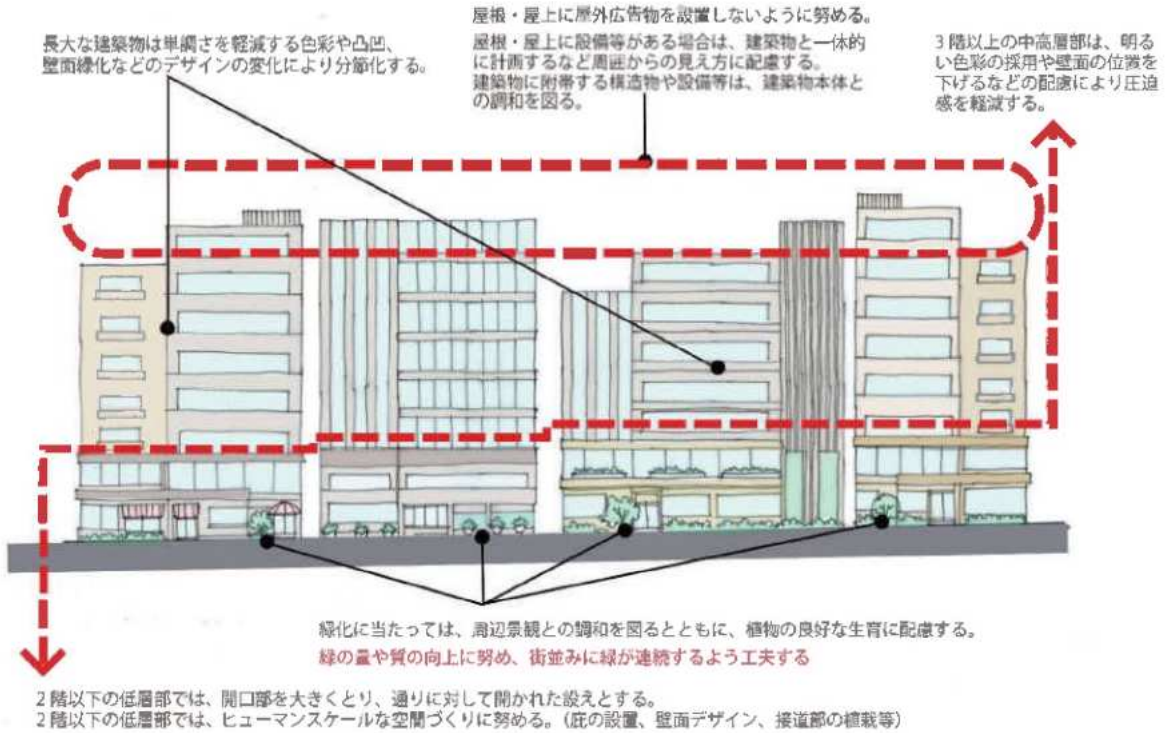 屋根・屋上に屋外広告物を設置しないように努める。
屋根・屋上に設備等がある場合は、建築物と一体的
に計画するなど周囲からの見え方に配慮する。
建築物に附帯する構造物や設備等は、建築物本体と
の調和を図る。
長大な建築物は単調さを軽減する色彩や凸凹、
壁面緑化などのデザインの変化により分節化する。
3階以上の中高層部は、明る
い色彩の採用や壁面の位置を
下げるなどの配慮により圧迫
感を軽減する。
緑化に当たっては、周辺景観との調和を図るとともに、植物の良好な生育に配慮する。
緑の量や質の向上に努め、街並みに緑が連続するよう工夫する
2階以下の低層部では、開口部を大きくとり、通りに対して開かれた設えとする。
2階以下の低層部では、ヒューマンスケールな空間づくりに努める。（庇の設置、壁面デザイン、接道部の植栽等）